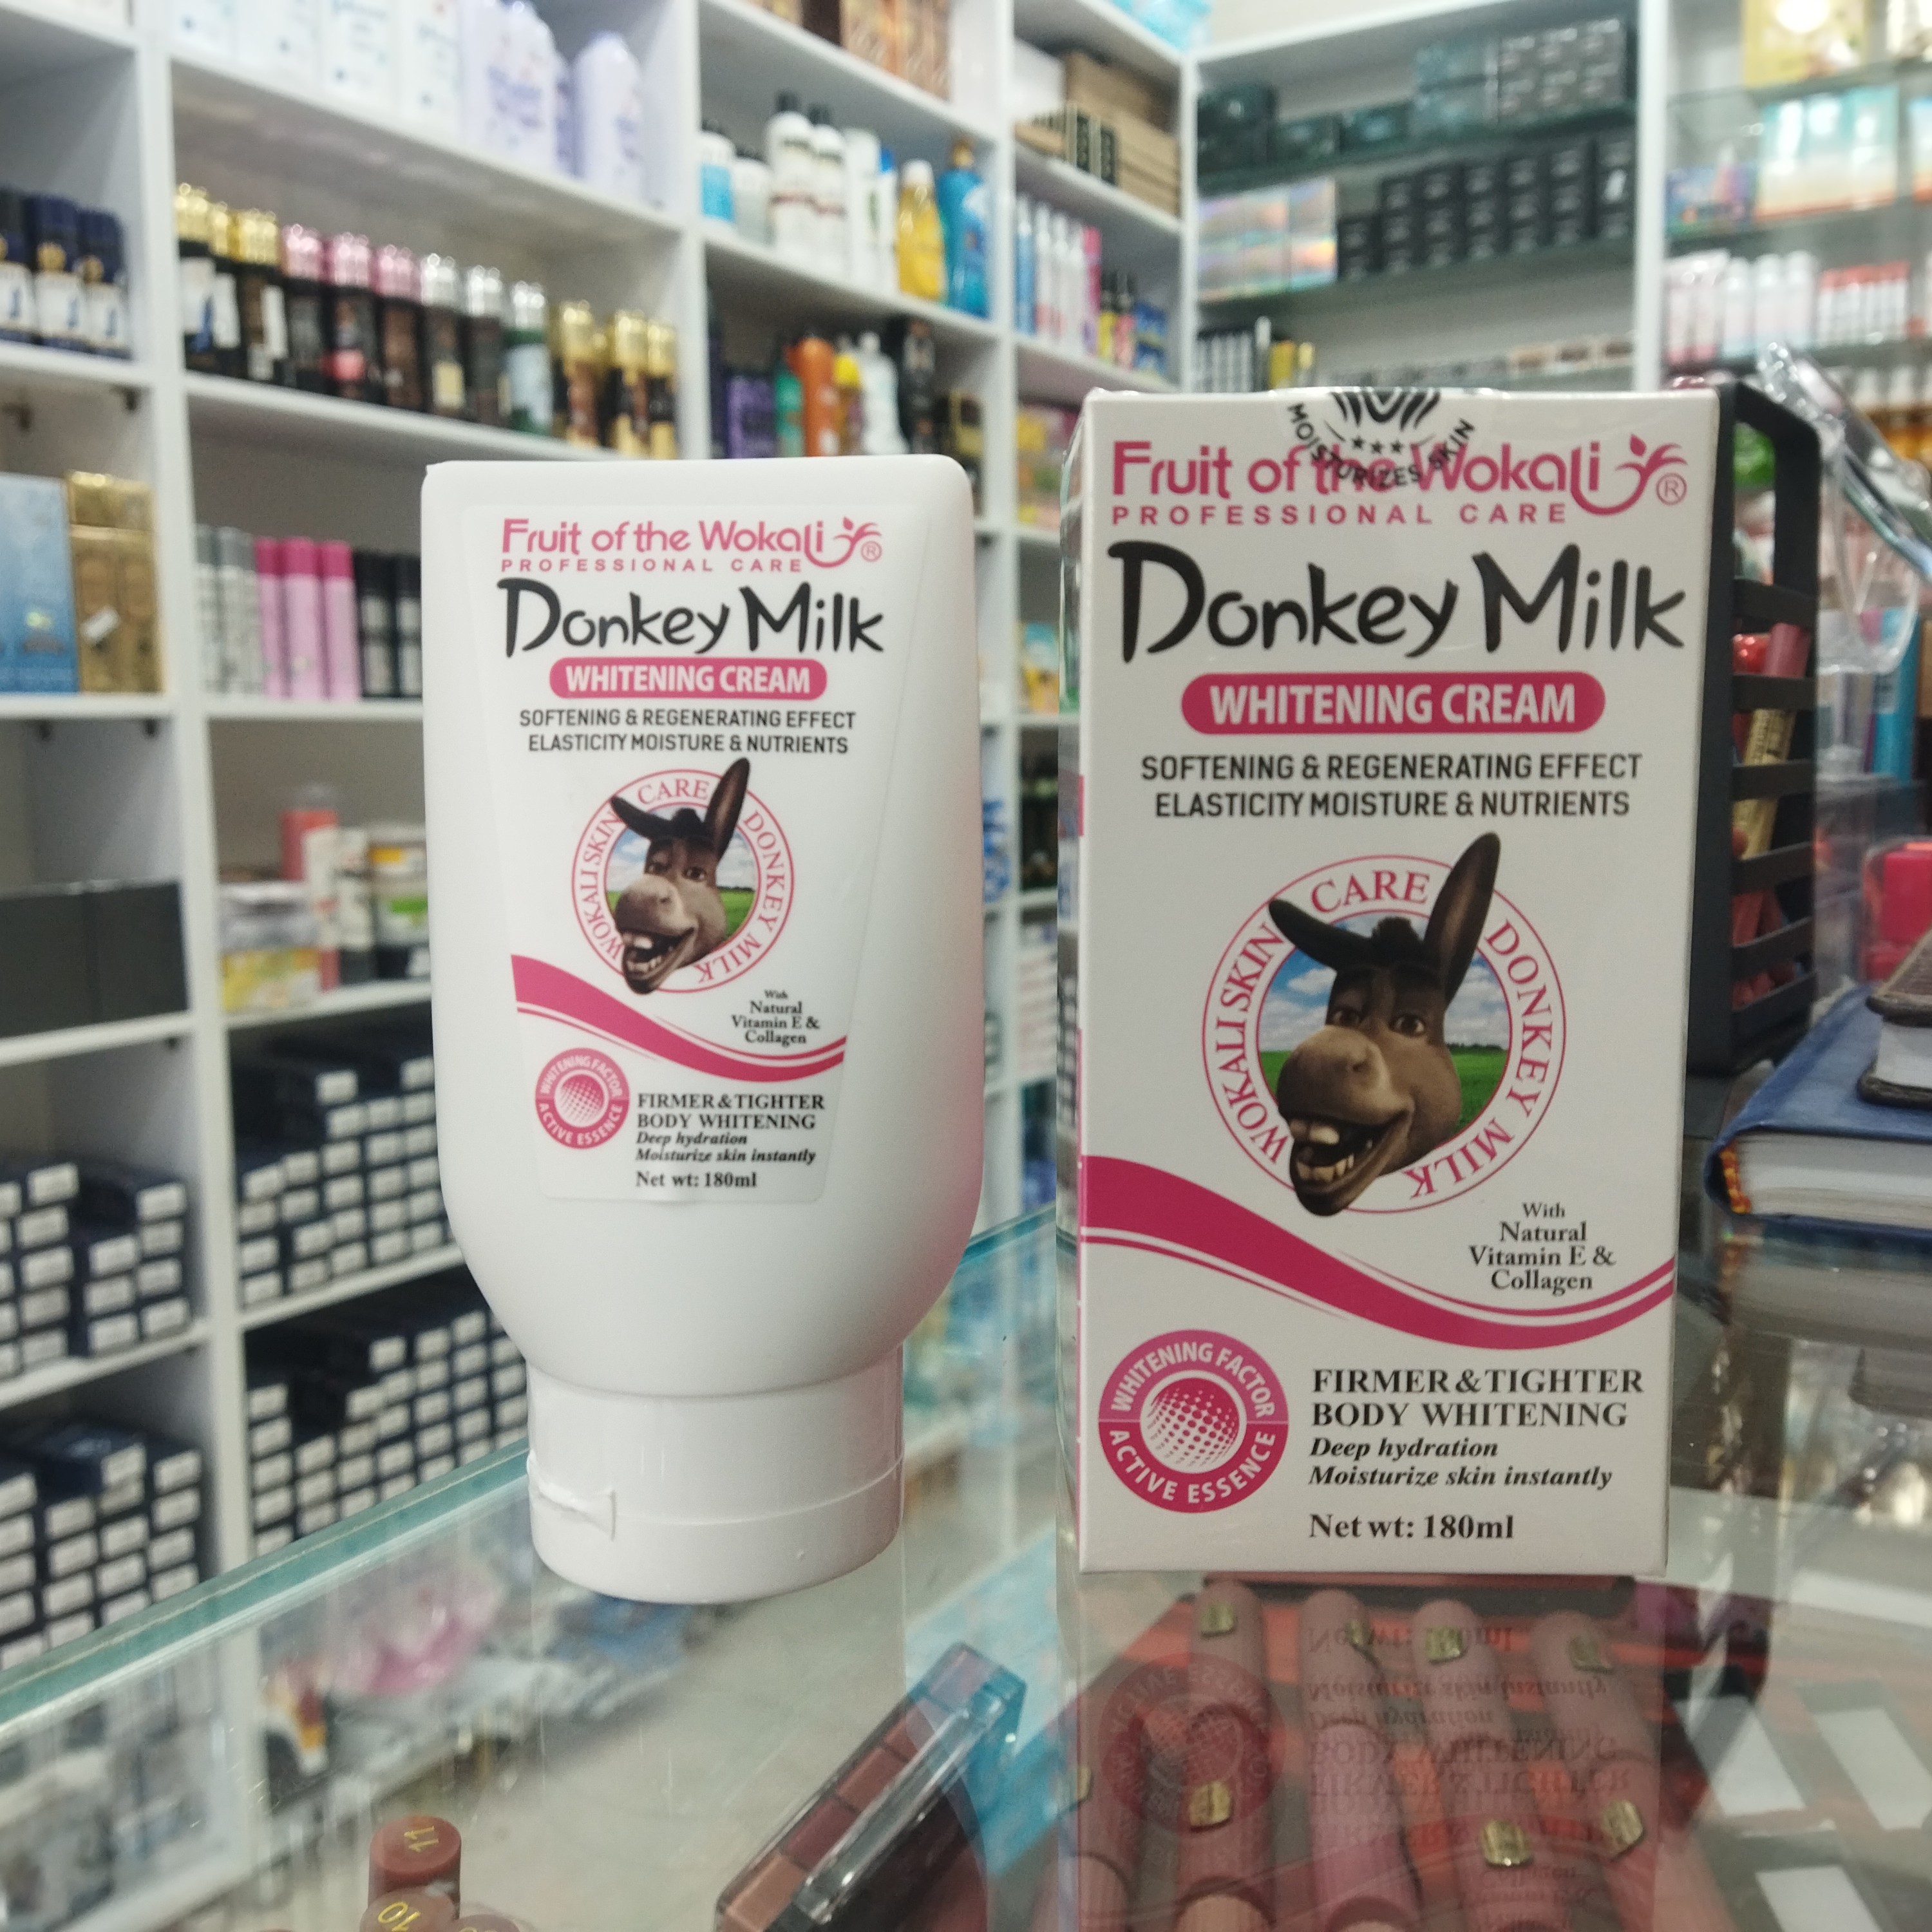 Fruit of the Wokali ®
PROFESSIONAL CARE
Donkey Milk
WHITENING CREAM
SOFTENING & REGENERATING EFFECT
ELASTICITY MOISTURE & NUTRIENTS
WOKALI SKIN CARE DONKEY MILK
With
Natural
Vitamin E &
Collagen
WHITENING FACTOR
ACTIVE ESSENCE
FIRMER & TIGHTER
BODY WHITENING
Deep hydration
Moisturize skin instantly
Net wt: 180ml
MOISTURIZES SKIN
Fruit of the Wokali ®
PROFESSIONAL CARE
Donkey Milk
WHITENING CREAM
SOFTENING & REGENERATING EFFECT
ELASTICITY MOISTURE & NUTRIENTS
WOKALI SKIN CARE DONKEY MILK
With
Natural
Vitamin E &
Collagen
WHITENING FACTOR
ACTIVE ESSENCE
FIRMER & TIGHTER
BODY WHITENING
Deep hydration
Moisturize skin instantly
Net wt: 180ml
11
10